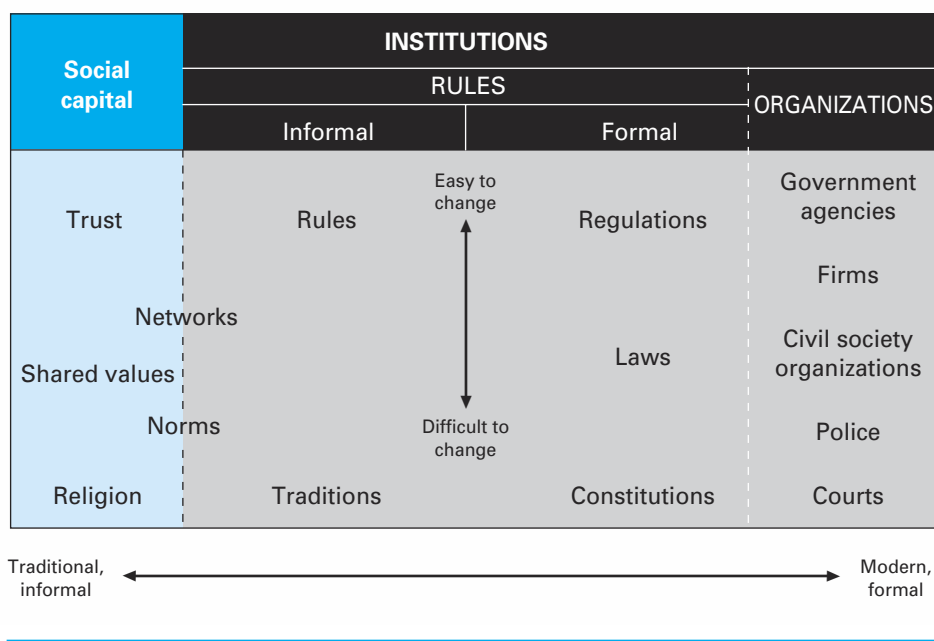 Social
capital
INSTITUTIONS
RULES
ORGANIZATIONS
Informal
Formal
Trust
Rules
Easy to
change
Regulations
Government
agencies
Firms
Networks
Shared values
Laws
Civil society
organizations
Norms
Difficult to
change
Police
Religion
Traditions
Constitutions
Courts
Traditional,
informal
Modern,
formal